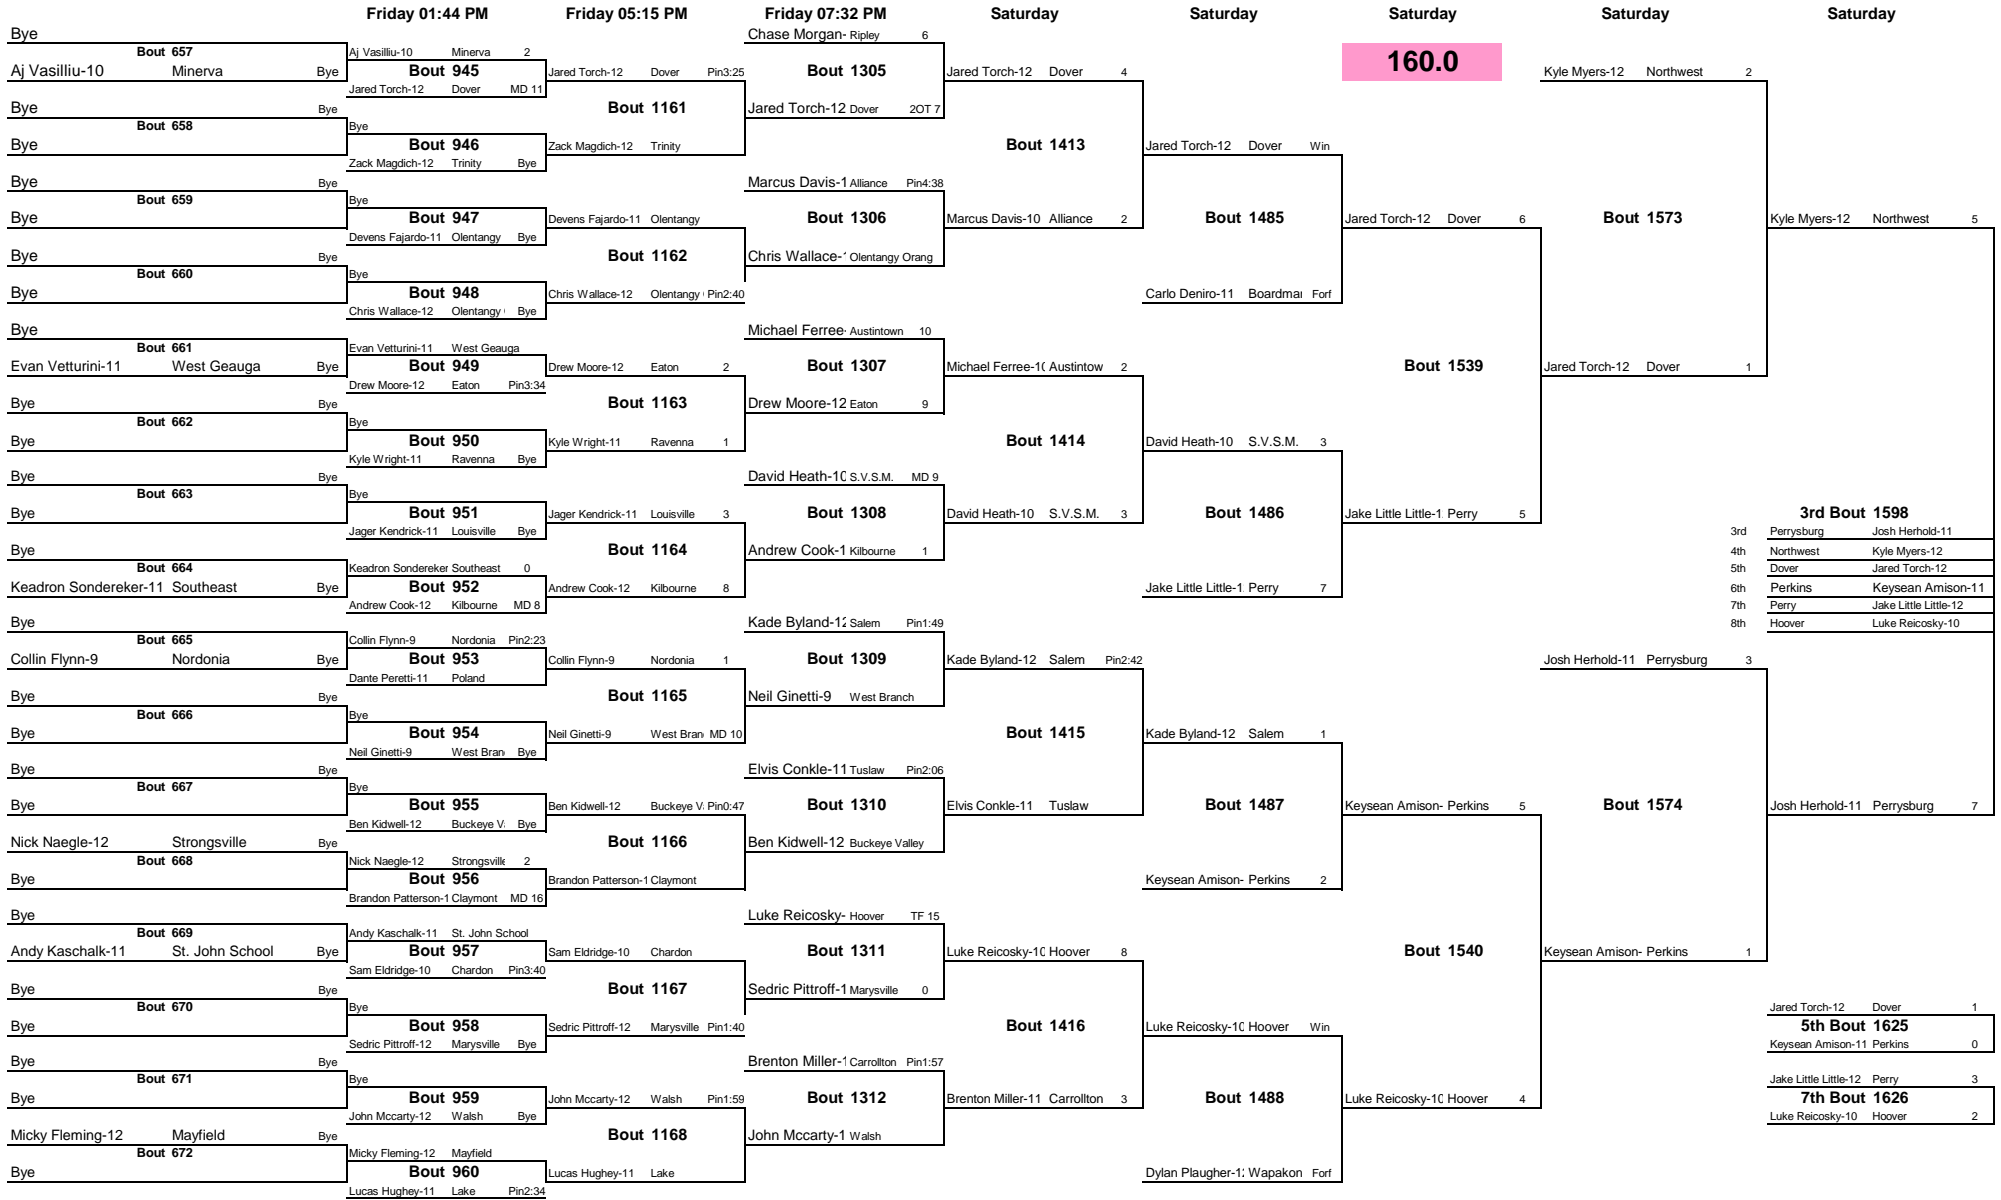 Friday 01:44 PM Friday 05:15 PM Friday 07:32 PM Saturday Saturday Saturday Saturday Saturday
160.0
Bye
Bout 657
Aj Vasilliu-10 Minerva Bye
Bye Bye
Bout 658
Bye
Bye Bye
Bout 659
Bye
Bye Bye
Bout 660
Bye
Bye
Bout 661
Evan Vetturini-11 West Geauga Bye
Bye Bye
Bout 662
Bye
Bye Bye
Bout 663
Bye
Bye
Bout 664
Keadron Sondereker-11 Southeast Bye
Bye
Bout 665
Collin Flynn-9 Nordonia Bye
Bye Bye
Bout 666
Bye
Bye Bye
Bout 667
Bye
Nick Naegle-12 Strongsville Bye
Bout 668
Bye
Bye
Bout 669
Andy Kaschalk-11 St. John School Bye
Bye Bye
Bout 670
Bye
Bye Bye
Bout 671
Bye
Micky Fleming-12 Mayfield Bye
Bout 672
Bye
Aj Vasilliu-10 Minerva 2
Bout 945
Jared Torch-12 Dover MD 11
Bye
Bout 946
Zack Magdich-12 Trinity Bye
Bye
Bout 947
Devens Fajardo-11 Olentangy Bye
Bye
Bout 948
Chris Wallace-12 Olentangy Bye
Evan Vetturini-11 West Geauga
Bout 949
Drew Moore-12 Eaton Pin3:34
Bye
Bout 950
Kyle Wright-11 Ravenna Bye
Bye
Bout 951
Jager Kendrick-11 Louisville Bye
Keadron Sondereker Southeast 0
Bout 952
Andrew Cook-12 Kilbourne MD 8
Collin Flynn-9 Nordonia Pin2:23
Bout 953
Dante Peretti-11 Poland
Bye
Bout 954
Neil Ginetti-9 West Bran Bye
Bye
Bout 955
Ben Kidwell-12 Buckeye V Bye
Nick Naegle-12 Strongsville 2
Bout 956
Brandon Patterson-1 Claymont MD 16
Andy Kaschalk-11 St. John School
Bout 957
Sam Eldridge-10 Chardon Pin3:40
Bye
Bout 958
Sedric Pittroff-12 Marysville Bye
Bye
Bout 959
John Mccarty-12 Walsh Bye
Micky Fleming-12 Mayfield
Bout 960
Lucas Hughey-11 Lake Pin2:34
Jared Torch-12 Dover Pin3:25
Bout 1161
Zack Magdich-12 Trinity
Devens Fajardo-11 Olentangy
Bout 1162
Chris Wallace-12 Olentangy Pin2:40
Drew Moore-12 Eaton 2
Bout 1163
Kyle Wright-11 Ravenna 1
Jager Kendrick-11 Louisville 3
Bout 1164
Andrew Cook-12 Kilbourne 8
Collin Flynn-9 Nordonia 1
Bout 1165
Neil Ginetti-9 West Bran MD 10
Ben Kidwell-12 Buckeye V Pin0:47
Bout 1166
Brandon Patterson-1 Claymont
Sam Eldridge-10 Chardon
Bout 1167
Sedric Pittroff-12 Marysville Pin1:40
John Mccarty-12 Walsh Pin1:59
Bout 1168
Lucas Hughey-11 Lake
Chase Morgan- Ripley 6
Bout 1305
Jared Torch-12 Dover 2OT 7
Marcus Davis-1 Alliance Pin4:38
Bout 1306
Chris Wallace- Olentangy Orang
Michael Ferree- Austintown 10
Bout 1307
Drew Moore-12 Eaton 9
David Heath-10 S.V.S.M. MD 9
Bout 1308
Andrew Cook-1 Kilbourne 1
Kade Byland-12 Salem Pin1:49
Bout 1309
Neil Ginetti-9 West Branch
Elvis Conkle-11 Tuslaw Pin2:06
Bout 1310
Ben Kidwell-12 Buckeye Valley
Luke Reicosky- Hoover TF 15
Bout 1311
Sedric Pittroff-1 Marysville 0
Brenton Miller-1 Carrollton Pin1:57
Bout 1312
John Mccarty-1 Walsh
Jared Torch-12 Dover 4
Bout 1413
Marcus Davis-10 Alliance 2
Michael Ferree-10 Austintow 2
Bout 1414
David Heath-10 S.V.S.M. 3
Kade Byland-12 Salem Pin2:42
Bout 1415
Elvis Conkle-11 Tuslaw
Luke Reicosky-10 Hoover 8
Bout 1416
Brenton Miller-11 Carrollton 3
Jared Torch-12 Dover Win
Bout 1485
Carlo Deniro-11 Boardman Forf
David Heath-10 S.V.S.M. 3
Bout 1486
Jake Little Little-1 Perry 7
Kade Byland-12 Salem 1
Bout 1487
Keysean Amison- Perkins 2
Luke Reicosky-10 Hoover Win
Bout 1488
Dylan Plaugher-12 Wapakon Forf
Jared Torch-12 Dover 6
Bout 1539
Jake Little Little-1 Perry 5
Keysean Amison- Perkins 5
Bout 1540
Luke Reicosky-10 Hoover 4
Kyle Myers-12 Northwest 2
Bout 1573
Jared Torch-12 Dover 1
Josh Herhold-11 Perrysburg 3
Bout 1574
Keysean Amison- Perkins 1
Kyle Myers-12 Northwest 5
3rd Bout 1598
3rd Perrysburg Josh Herhold-11
4th Northwest Kyle Myers-12
5th Dover Jared Torch-12
6th Perkins Keysean Amison-11
7th Perry Jake Little Little-12
8th Hoover Luke Reicosky-10
Josh Herhold-11 Perrysburg 7
Jared Torch-12 Dover 1
5th Bout 1625
Keysean Amison-11 Perkins 0
Jake Little Little-12 Perry 3
7th Bout 1626
Luke Reicosky-10 Hoover 2